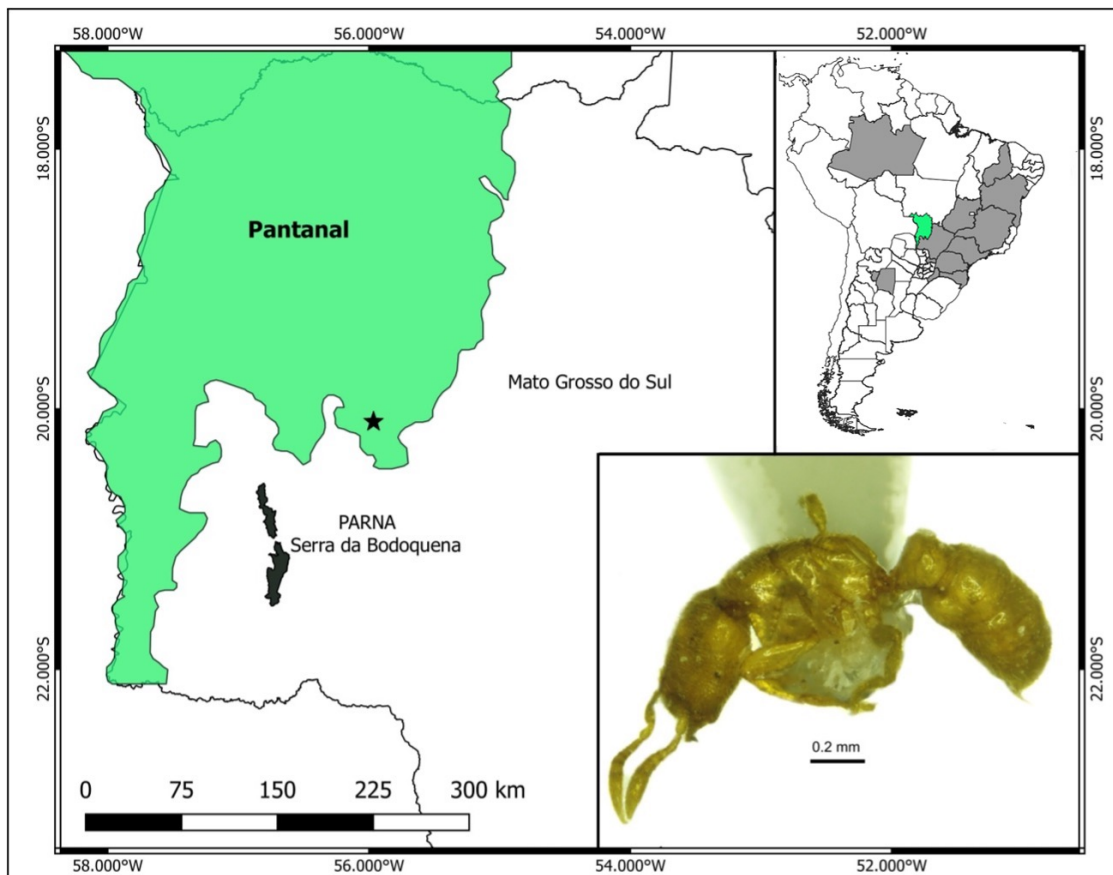 58.000°W 56.000°W 54.000°W 52.000°W
18.000°S
18.000°S
Pantanal
Mato Grosso do Sul
20.000°S
20.000°S
PARNA
Serra da Bodoquena
22.000°S
22.000°S
0.2 mm
0 75 150 225 300 km
58.000°W 56.000°W 54.000°W 52.000°W